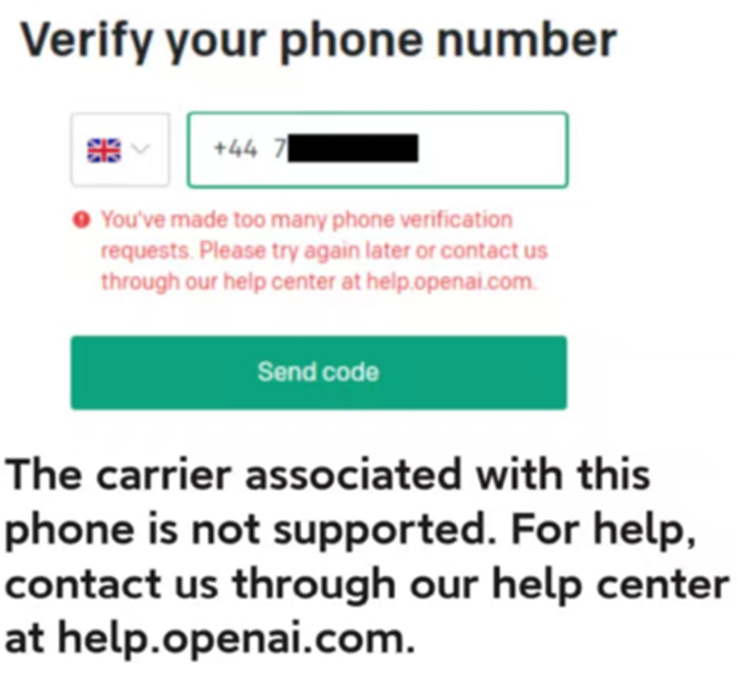 Verify your phone number
+44 7
You've made too many phone verification
requests. Please try again later or contact us
through our help center at help.openai.com.
Send code
The carrier associated with this
phone is not supported. For help,
contact us through our help center
at help.openai.com.